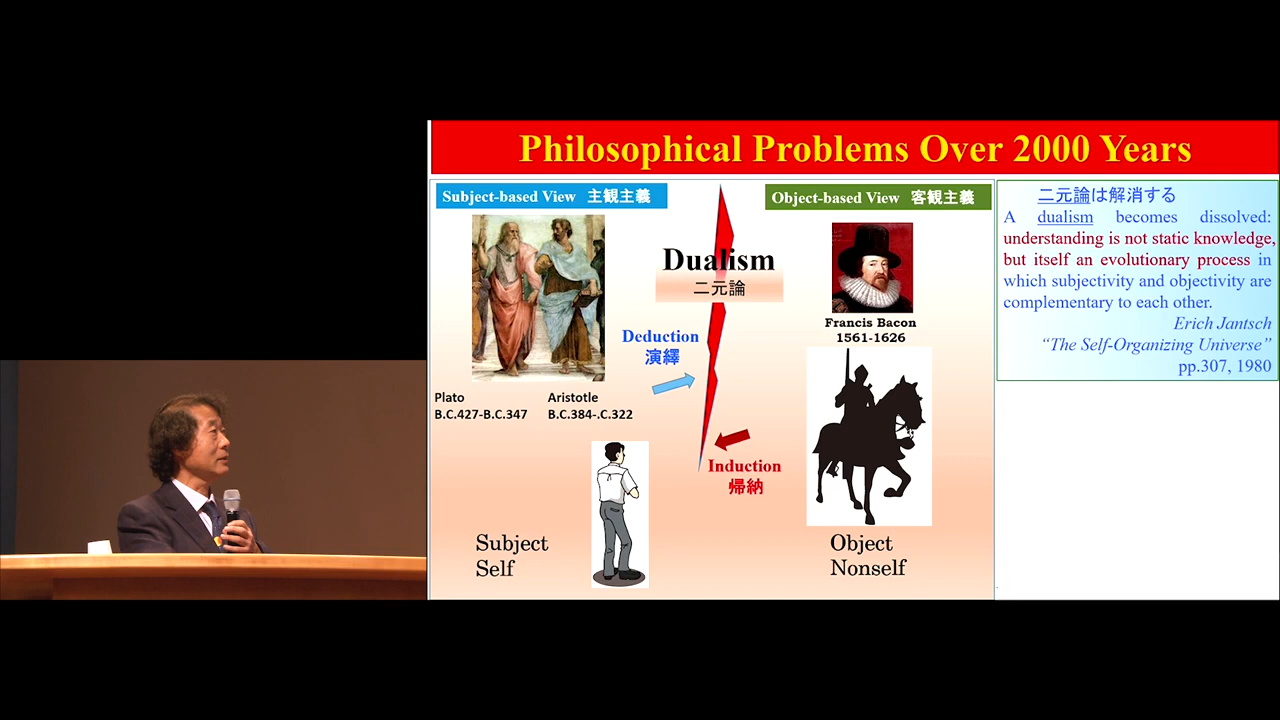 Philosophical Problems Over 2000 Years
Subject-based View 主観主義
Object-based View 客観主義
Dualism
二元論
Francis Bacon
1561-1626
Deduction
演繹
Plato
B.C.427-B.C.347
Aristotle
B.C.384-.C.322
Induction
帰納
Subject
Self
Object
Nonself
二元論は解消する
A dualism becomes dissolved:
understanding is not static knowledge,
but itself an evolutionary process in
which subjectivity and objectivity are
complementary to each other.
Erich Jantsch
“The Self-Organizing Universe”
pp.307, 1980